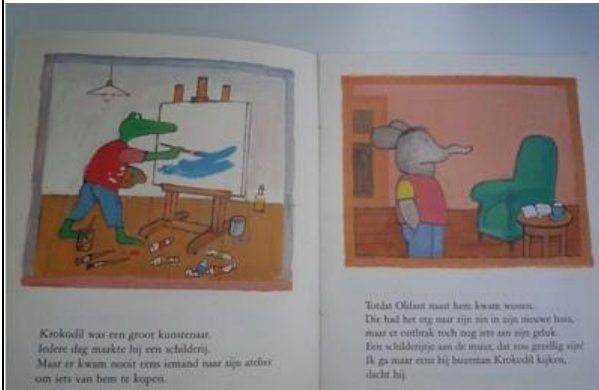 Krokodil was een groot kunstenaar.
Iedere dag maakte hij een schilderij.
Maar er kwam nooit eens iemand naar zijn atelier
om iets van hem te kopen.
Totdat Olifant naast hem kwam wonen.
Die had het erg naar zijn zin in zijn nieuwe huis,
maar er ontbrak toch nog iets aan zijn geluk.
Een schilderijtje aan de muur, dat zou gezellig zijn!
Ik ga maar eens bij buurman Krokodil kijken,
dacht hij.